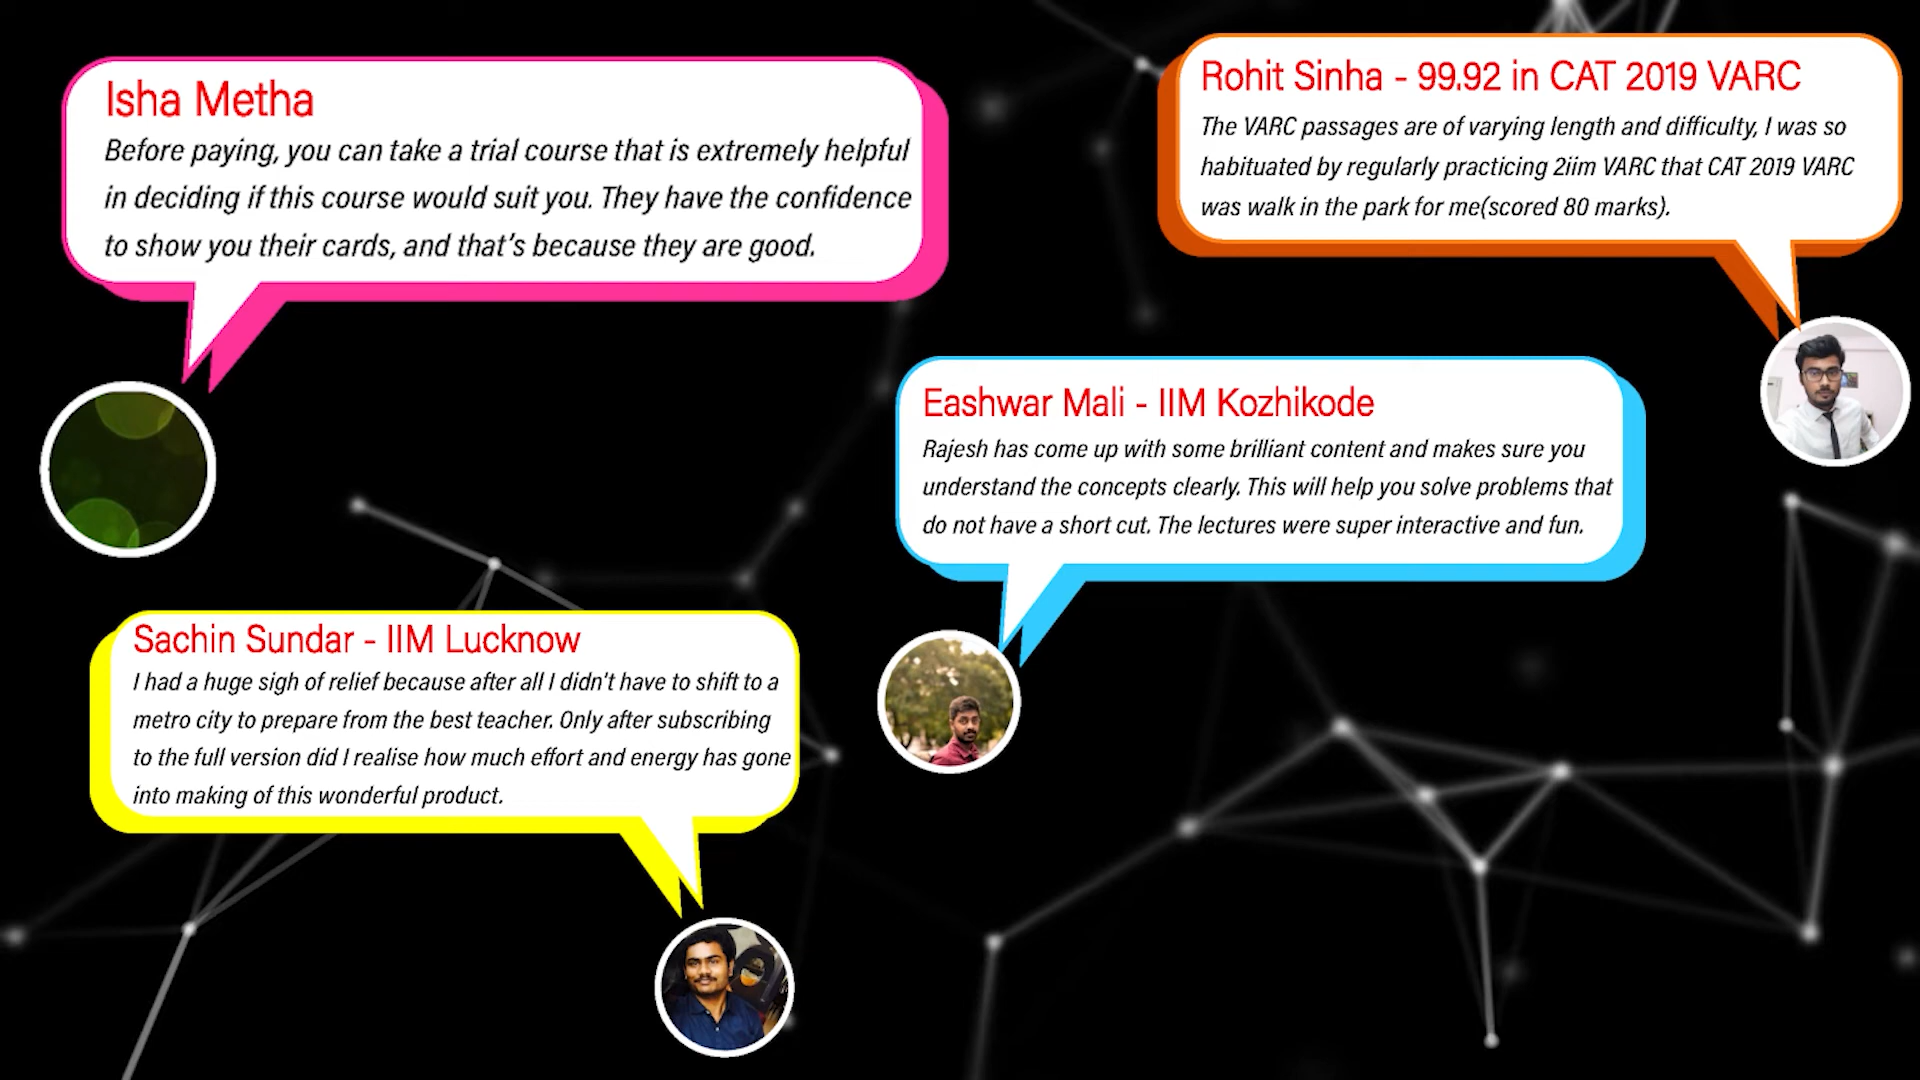 Isha Metha
Before paying, you can take a trial course that is extremely helpful
in deciding if this course would suit you. They have the confidence
to show you their cards, and that's because they are good.
Rohit Sinha - 99.92 in CAT 2019 VARC
The VARC passages are of varying length and difficulty, I was so
habituated by regularly practicing 2iim VARC that CAT 2019 VARC
was walk in the park for me(scored 80 marks).
Eashwar Mali - IIM Kozhikode
Rajesh has come up with some brilliant content and makes sure you
understand the concepts clearly. This will help you solve problems that
do not have a short cut. The lectures were super interactive and fun.
Sachin Sundar - IIM Lucknow
I had a huge sigh of relief because after all I didn't have to shift to a
metro city to prepare from the best teacher. Only after subscribing
to the full version did I realise how much effort and energy has gone
into making of this wonderful product.